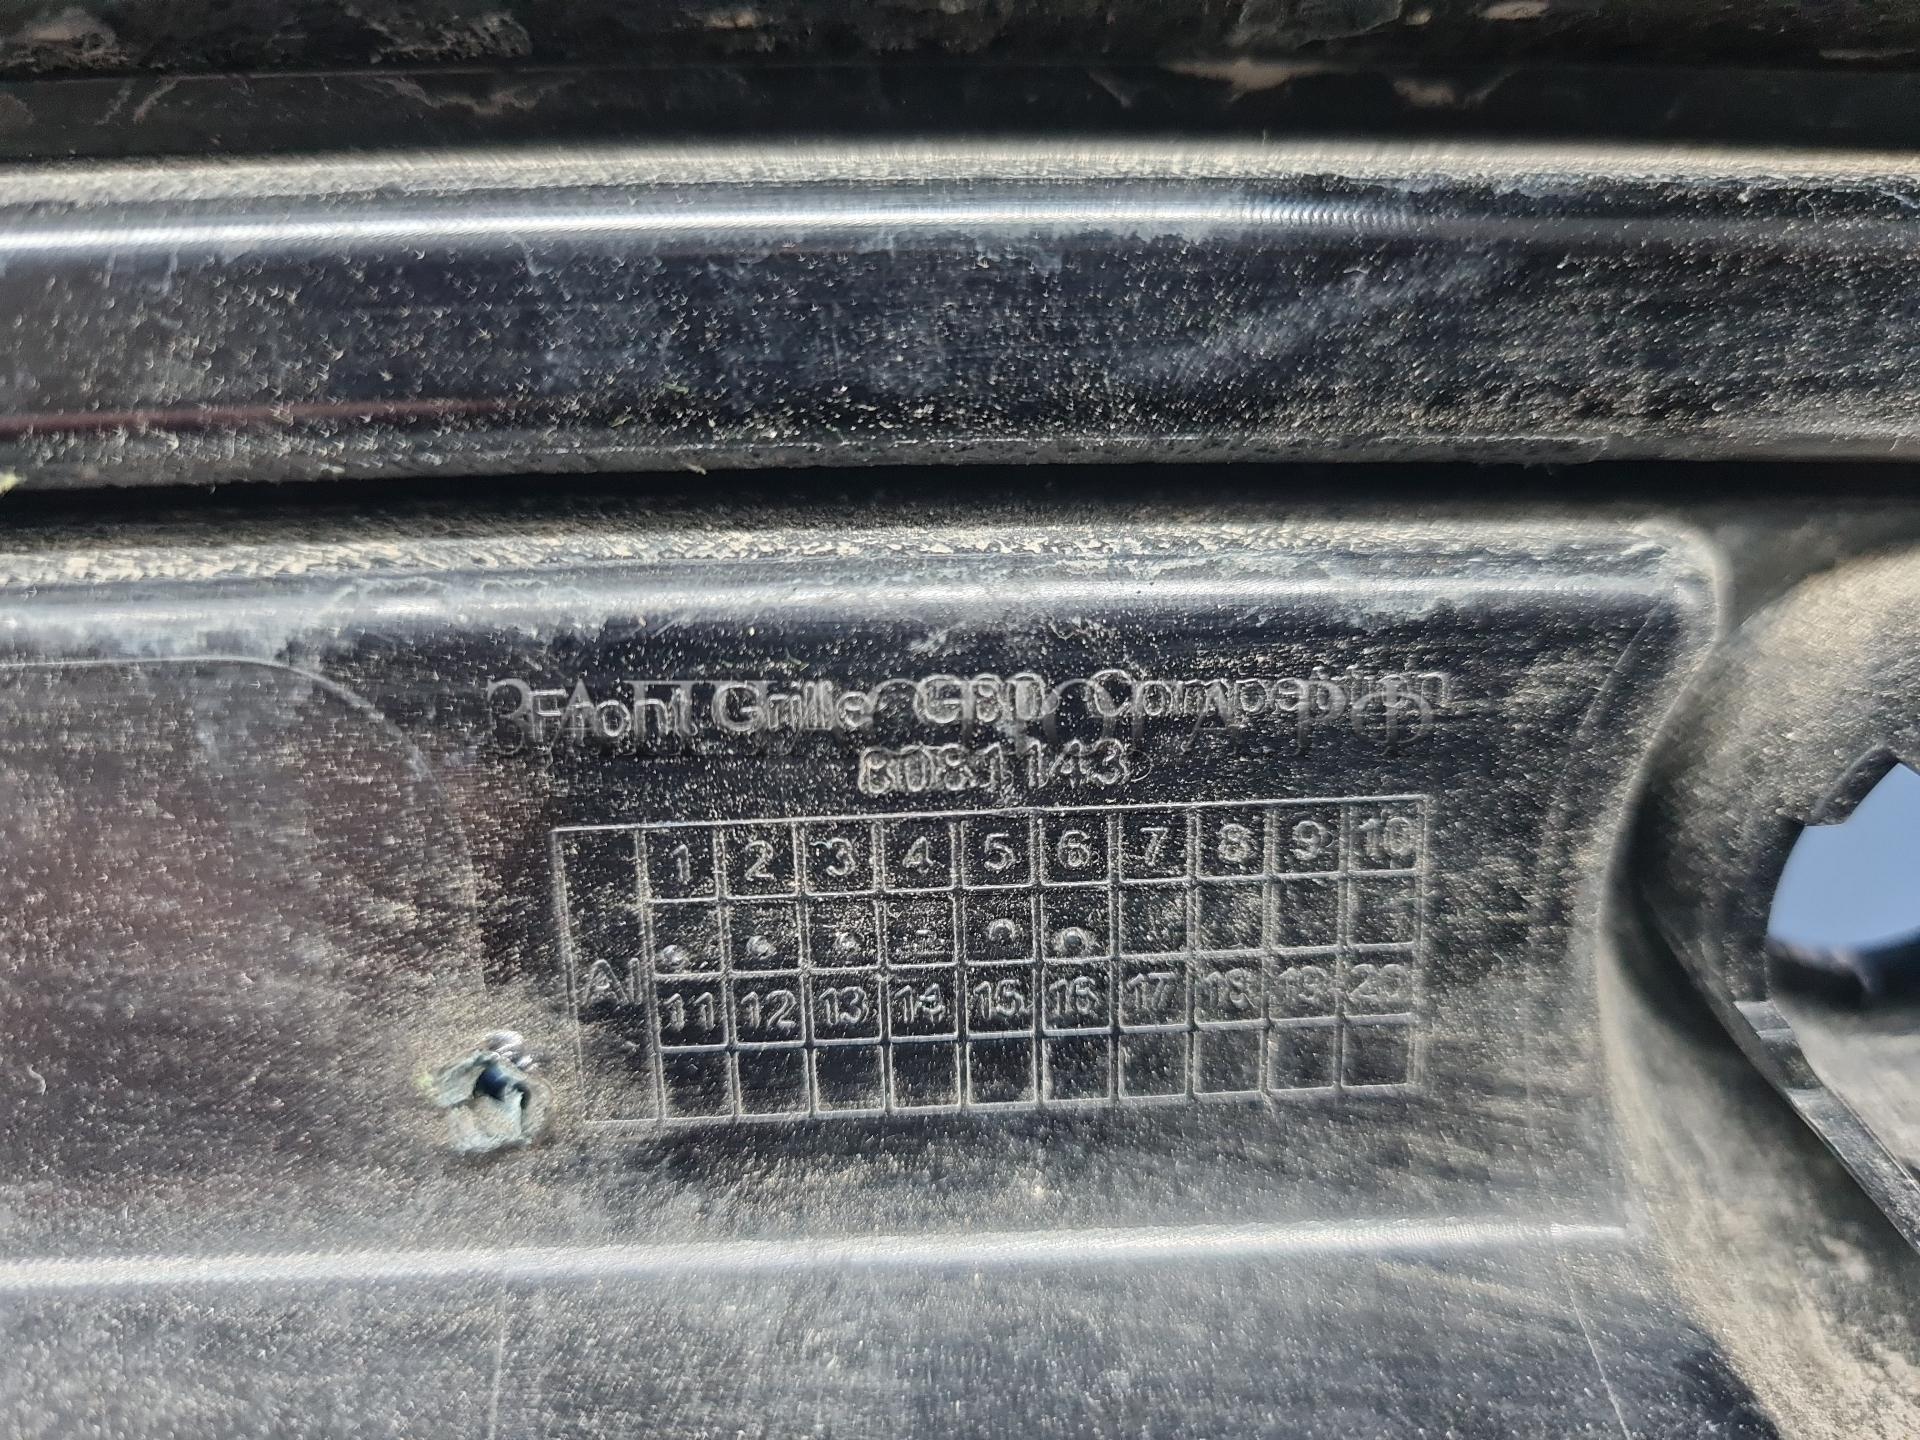 Front Grille G80 Competition
8081143
1 2 3 4 5 6 7 8 9 10
AI
11 12 13 14 15 16 17 18 19 20